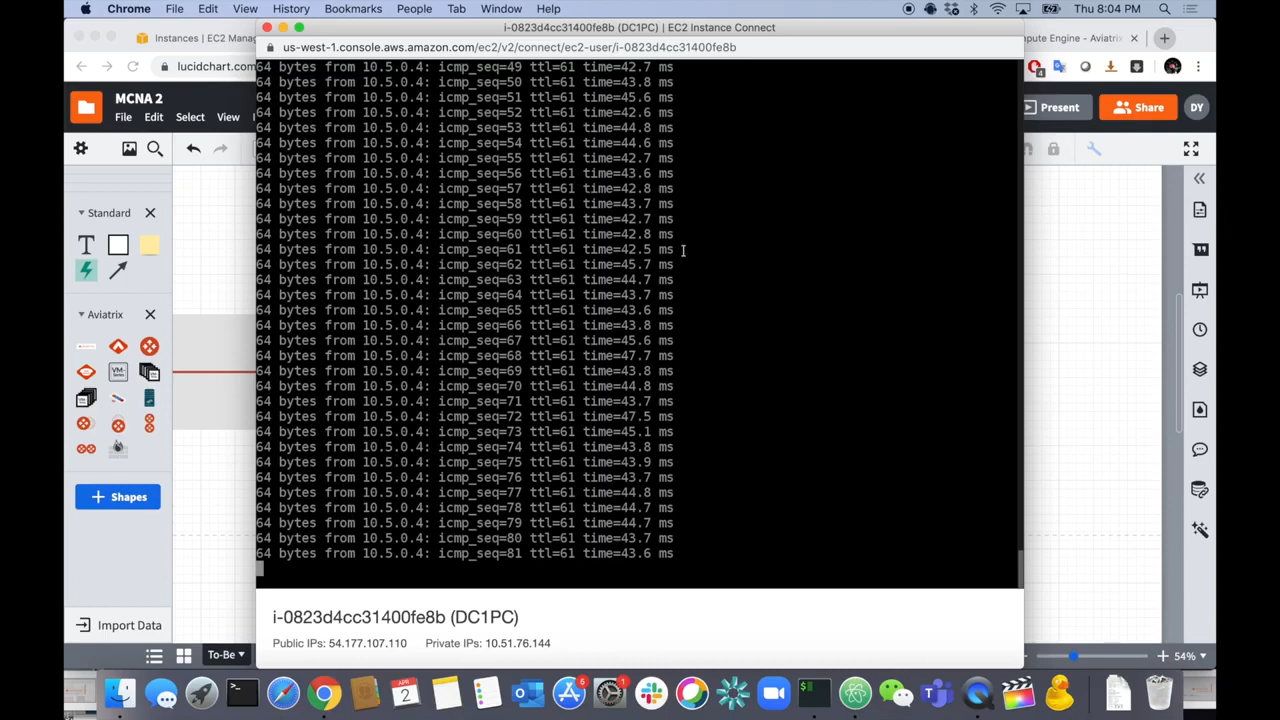 Chrome File Edit View History Bookmarks People Tab Window Help Thu 8:04 PM
i-0823d4cc31400fe8b (DC1PC) | EC2 Instance Connect
Instances | EC2 Manag
pute Engine - Aviatrix
us-west-1.console.aws.amazon.com/ec2/v2/connect/ec2-user/i-0823d4cc31400fe8b
lucidchart.com
4
MCNA 2
File Edit Select View
Present
Share
DY
64 bytes from 10.5.0.4: icmp_seq=49 ttl=61 time=42.7 ms
64 bytes from 10.5.0.4: icmp_seq=50 ttl=61 time=43.8 ms
64 bytes from 10.5.0.4: icmp_seq=51 ttl=61 time=45.6 ms
64 bytes from 10.5.0.4: icmp_seq=52 ttl=61 time=42.6 ms
64 bytes from 10.5.0.4: icmp_seq=53 ttl=61 time=44.8 ms
64 bytes from 10.5.0.4: icmp_seq=54 ttl=61 time=44.6 ms
64 bytes from 10.5.0.4: icmp_seq=55 ttl=61 time=42.7 ms
64 bytes from 10.5.0.4: icmp_seq=56 ttl=61 time=43.6 ms
64 bytes from 10.5.0.4: icmp_seq=57 ttl=61 time=42.8 ms
64 bytes from 10.5.0.4: icmp_seq=58 ttl=61 time=43.7 ms
64 bytes from 10.5.0.4: icmp_seq=59 ttl=61 time=42.7 ms
64 bytes from 10.5.0.4: icmp_seq=60 ttl=61 time=42.8 ms
64 bytes from 10.5.0.4: icmp_seq=61 ttl=61 time=42.5 ms
64 bytes from 10.5.0.4: icmp_seq=62 ttl=61 time=45.7 ms
64 bytes from 10.5.0.4: icmp_seq=63 ttl=61 time=44.7 ms
64 bytes from 10.5.0.4: icmp_seq=64 ttl=61 time=43.7 ms
64 bytes from 10.5.0.4: icmp_seq=65 ttl=61 time=43.6 ms
64 bytes from 10.5.0.4: icmp_seq=66 ttl=61 time=43.8 ms
64 bytes from 10.5.0.4: icmp_seq=67 ttl=61 time=45.6 ms
64 bytes from 10.5.0.4: icmp_seq=68 ttl=61 time=47.7 ms
64 bytes from 10.5.0.4: icmp_seq=69 ttl=61 time=43.8 ms
64 bytes from 10.5.0.4: icmp_seq=70 ttl=61 time=44.8 ms
64 bytes from 10.5.0.4: icmp_seq=71 ttl=61 time=43.7 ms
64 bytes from 10.5.0.4: icmp_seq=72 ttl=61 time=47.5 ms
64 bytes from 10.5.0.4: icmp_seq=73 ttl=61 time=45.1 ms
64 bytes from 10.5.0.4: icmp_seq=74 ttl=61 time=43.8 ms
64 bytes from 10.5.0.4: icmp_seq=75 ttl=61 time=43.9 ms
64 bytes from 10.5.0.4: icmp_seq=76 ttl=61 time=43.7 ms
64 bytes from 10.5.0.4: icmp_seq=77 ttl=61 time=44.8 ms
64 bytes from 10.5.0.4: icmp_seq=78 ttl=61 time=44.7 ms
64 bytes from 10.5.0.4: icmp_seq=79 ttl=61 time=44.7 ms
64 bytes from 10.5.0.4: icmp_seq=80 ttl=61 time=43.7 ms
64 bytes from 10.5.0.4: icmp_seq=81 ttl=61 time=43.6 ms
Standard
T
Aviatrix
VM-
+ Shapes
Import Data
i-0823d4cc31400fe8b (DC1PC)
Public IPs: 54.177.107.110 Private IPs: 10.51.76.144
To-Be
54%
APR
2
6
1